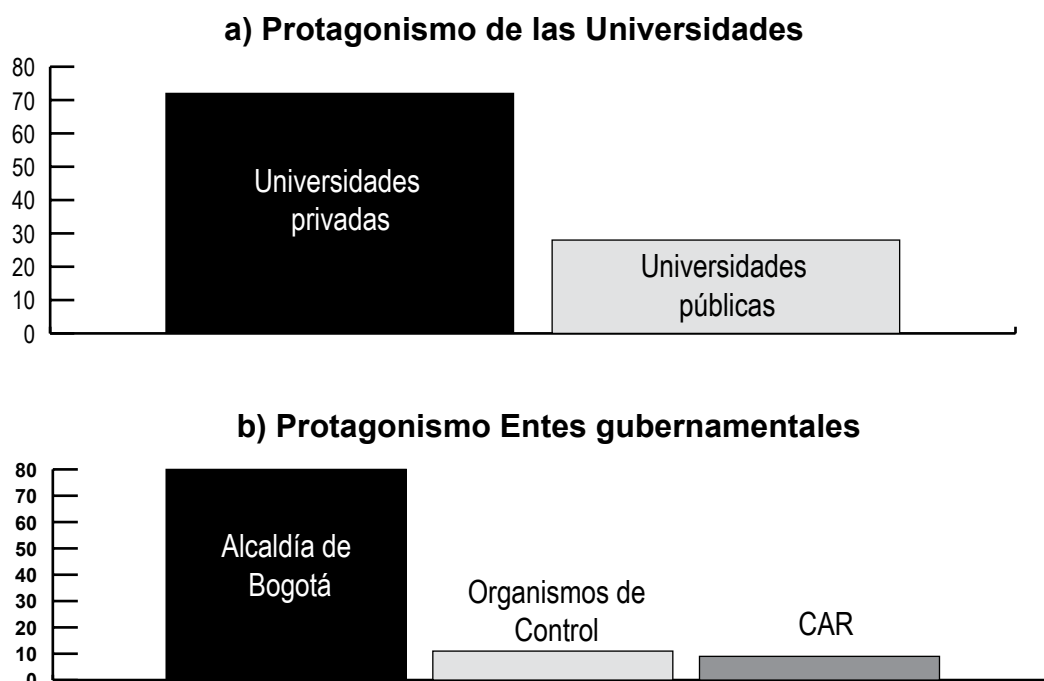 a) Protagonismo de las Universidades
80
70
60
50
40
30
20
10
0
Universidades
privadas
Universidades
públicas
b) Protagonismo Entes gubernamentales
80
70
60
50
40
30
20
10
0
Alcaldía de
Bogotá
Organismos de
Control
CAR